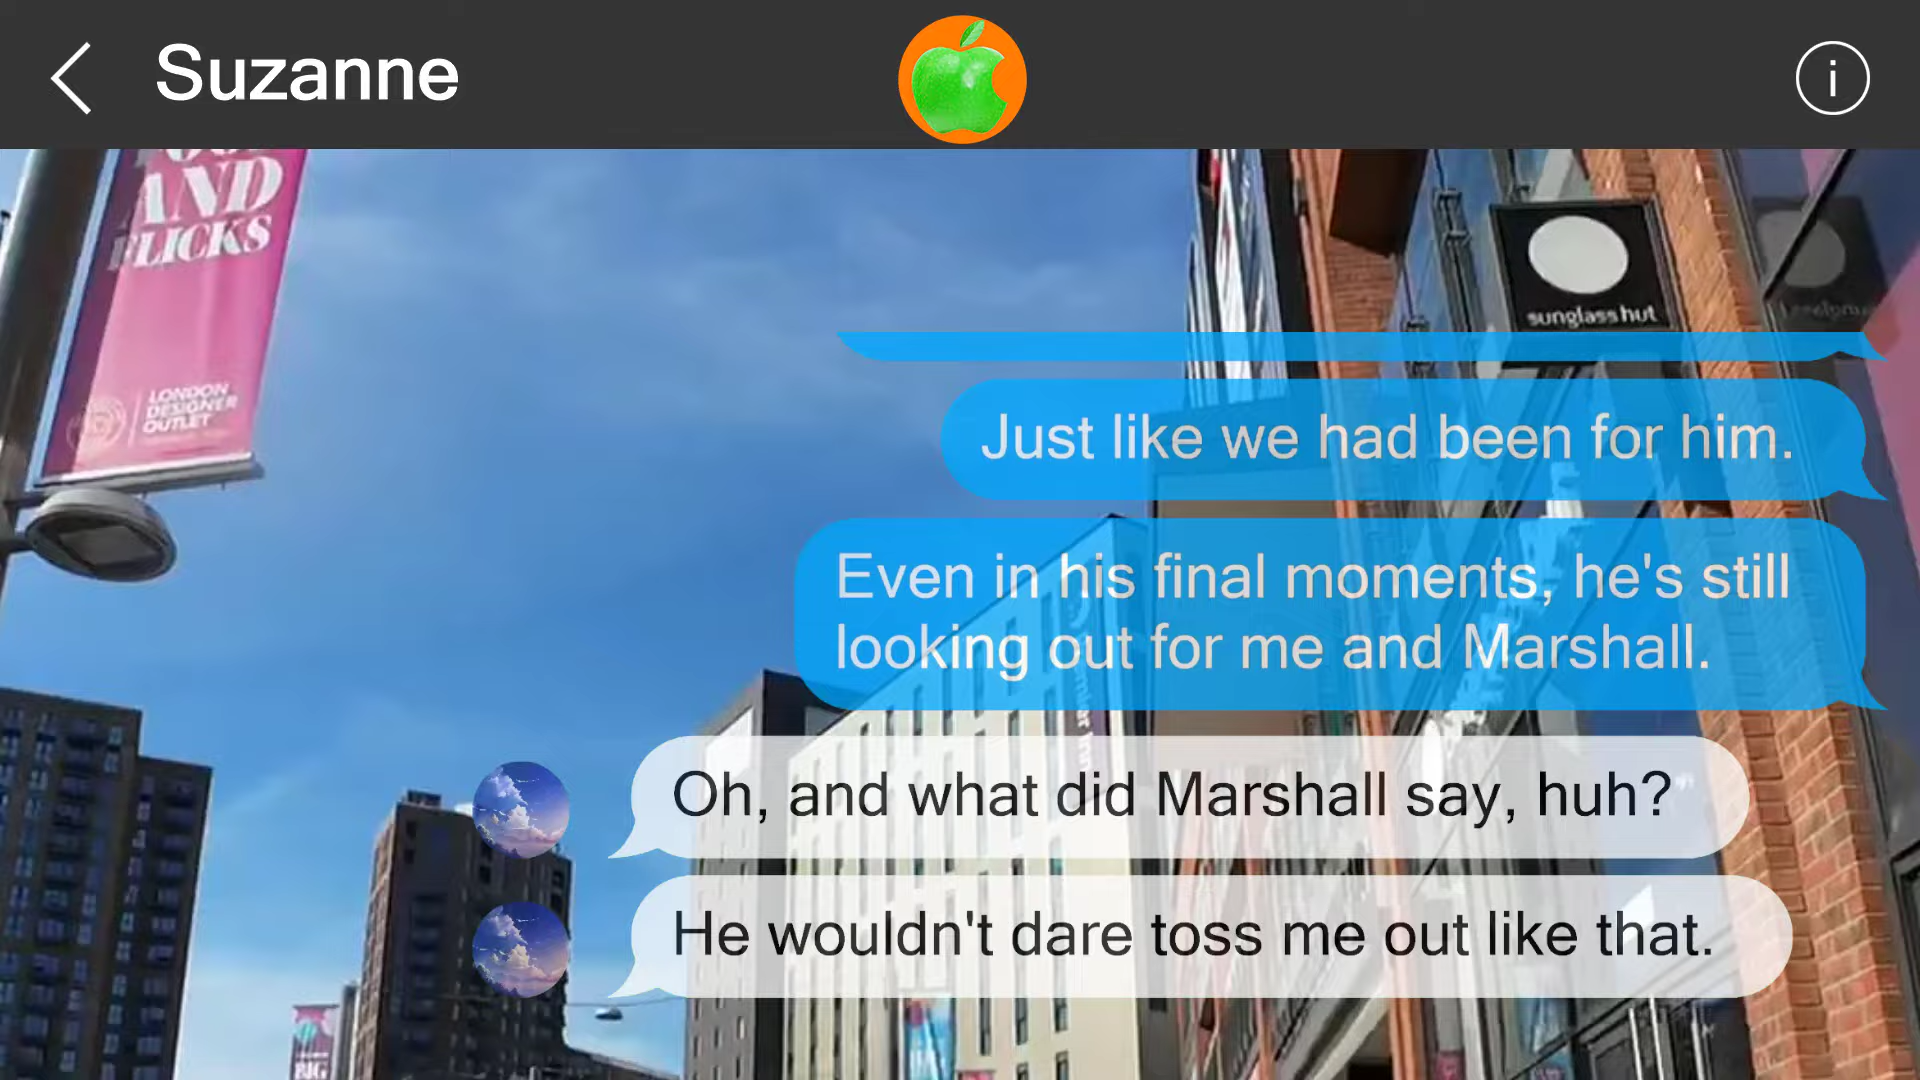 Suzanne
i
AND
FLICKS
LONDON
DESIGNER
OUTLET
sunglass hut
Just like we had been for him.
Even in his final moments, he's still
looking out for me and Marshall.
Oh, and what did Marshall say, huh?
He wouldn't dare toss me out like that.
BIG